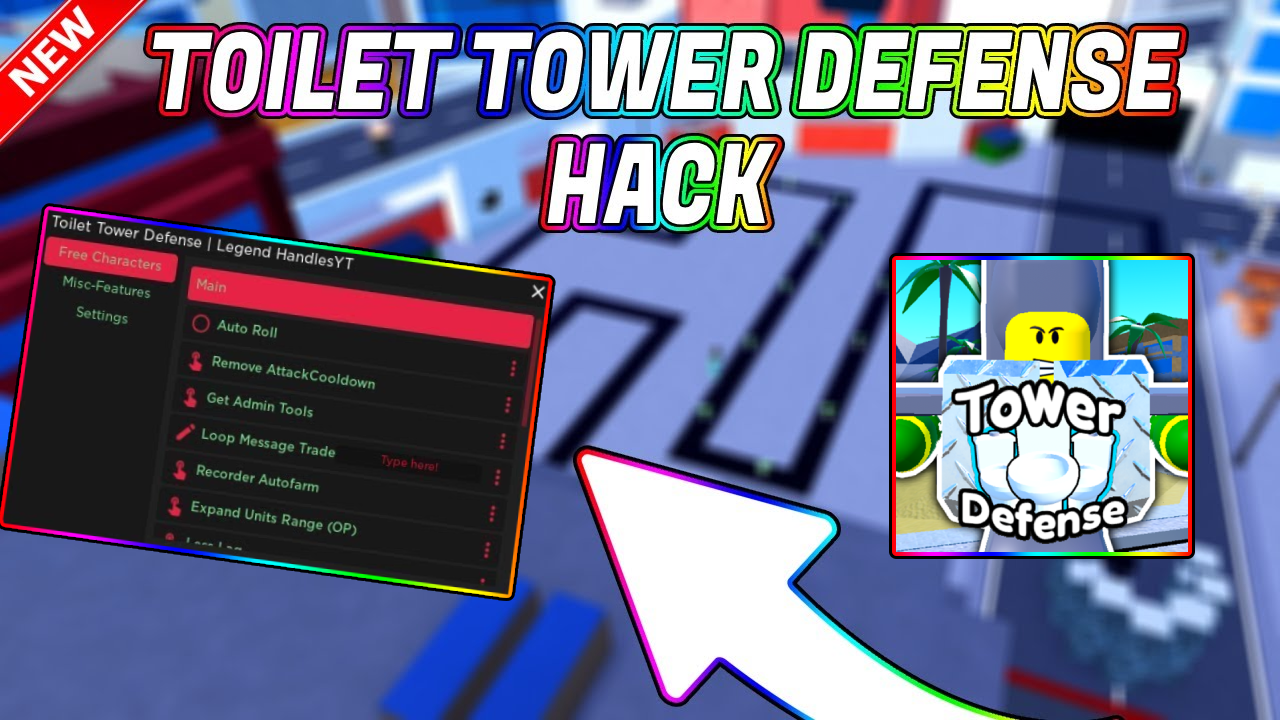 NEW
TOILET TOWER DEFENSE
HACK
Toilet Tower Defense | Legend HandlesYT
Free Characters
Misc-Features
Settings
Main
Auto Roll
Remove AttackCooldown
Get Admin Tools
Loop Message Trade
Type here!
Recorder Autofarm
Expand Units Range (OP)
Tower
Defense